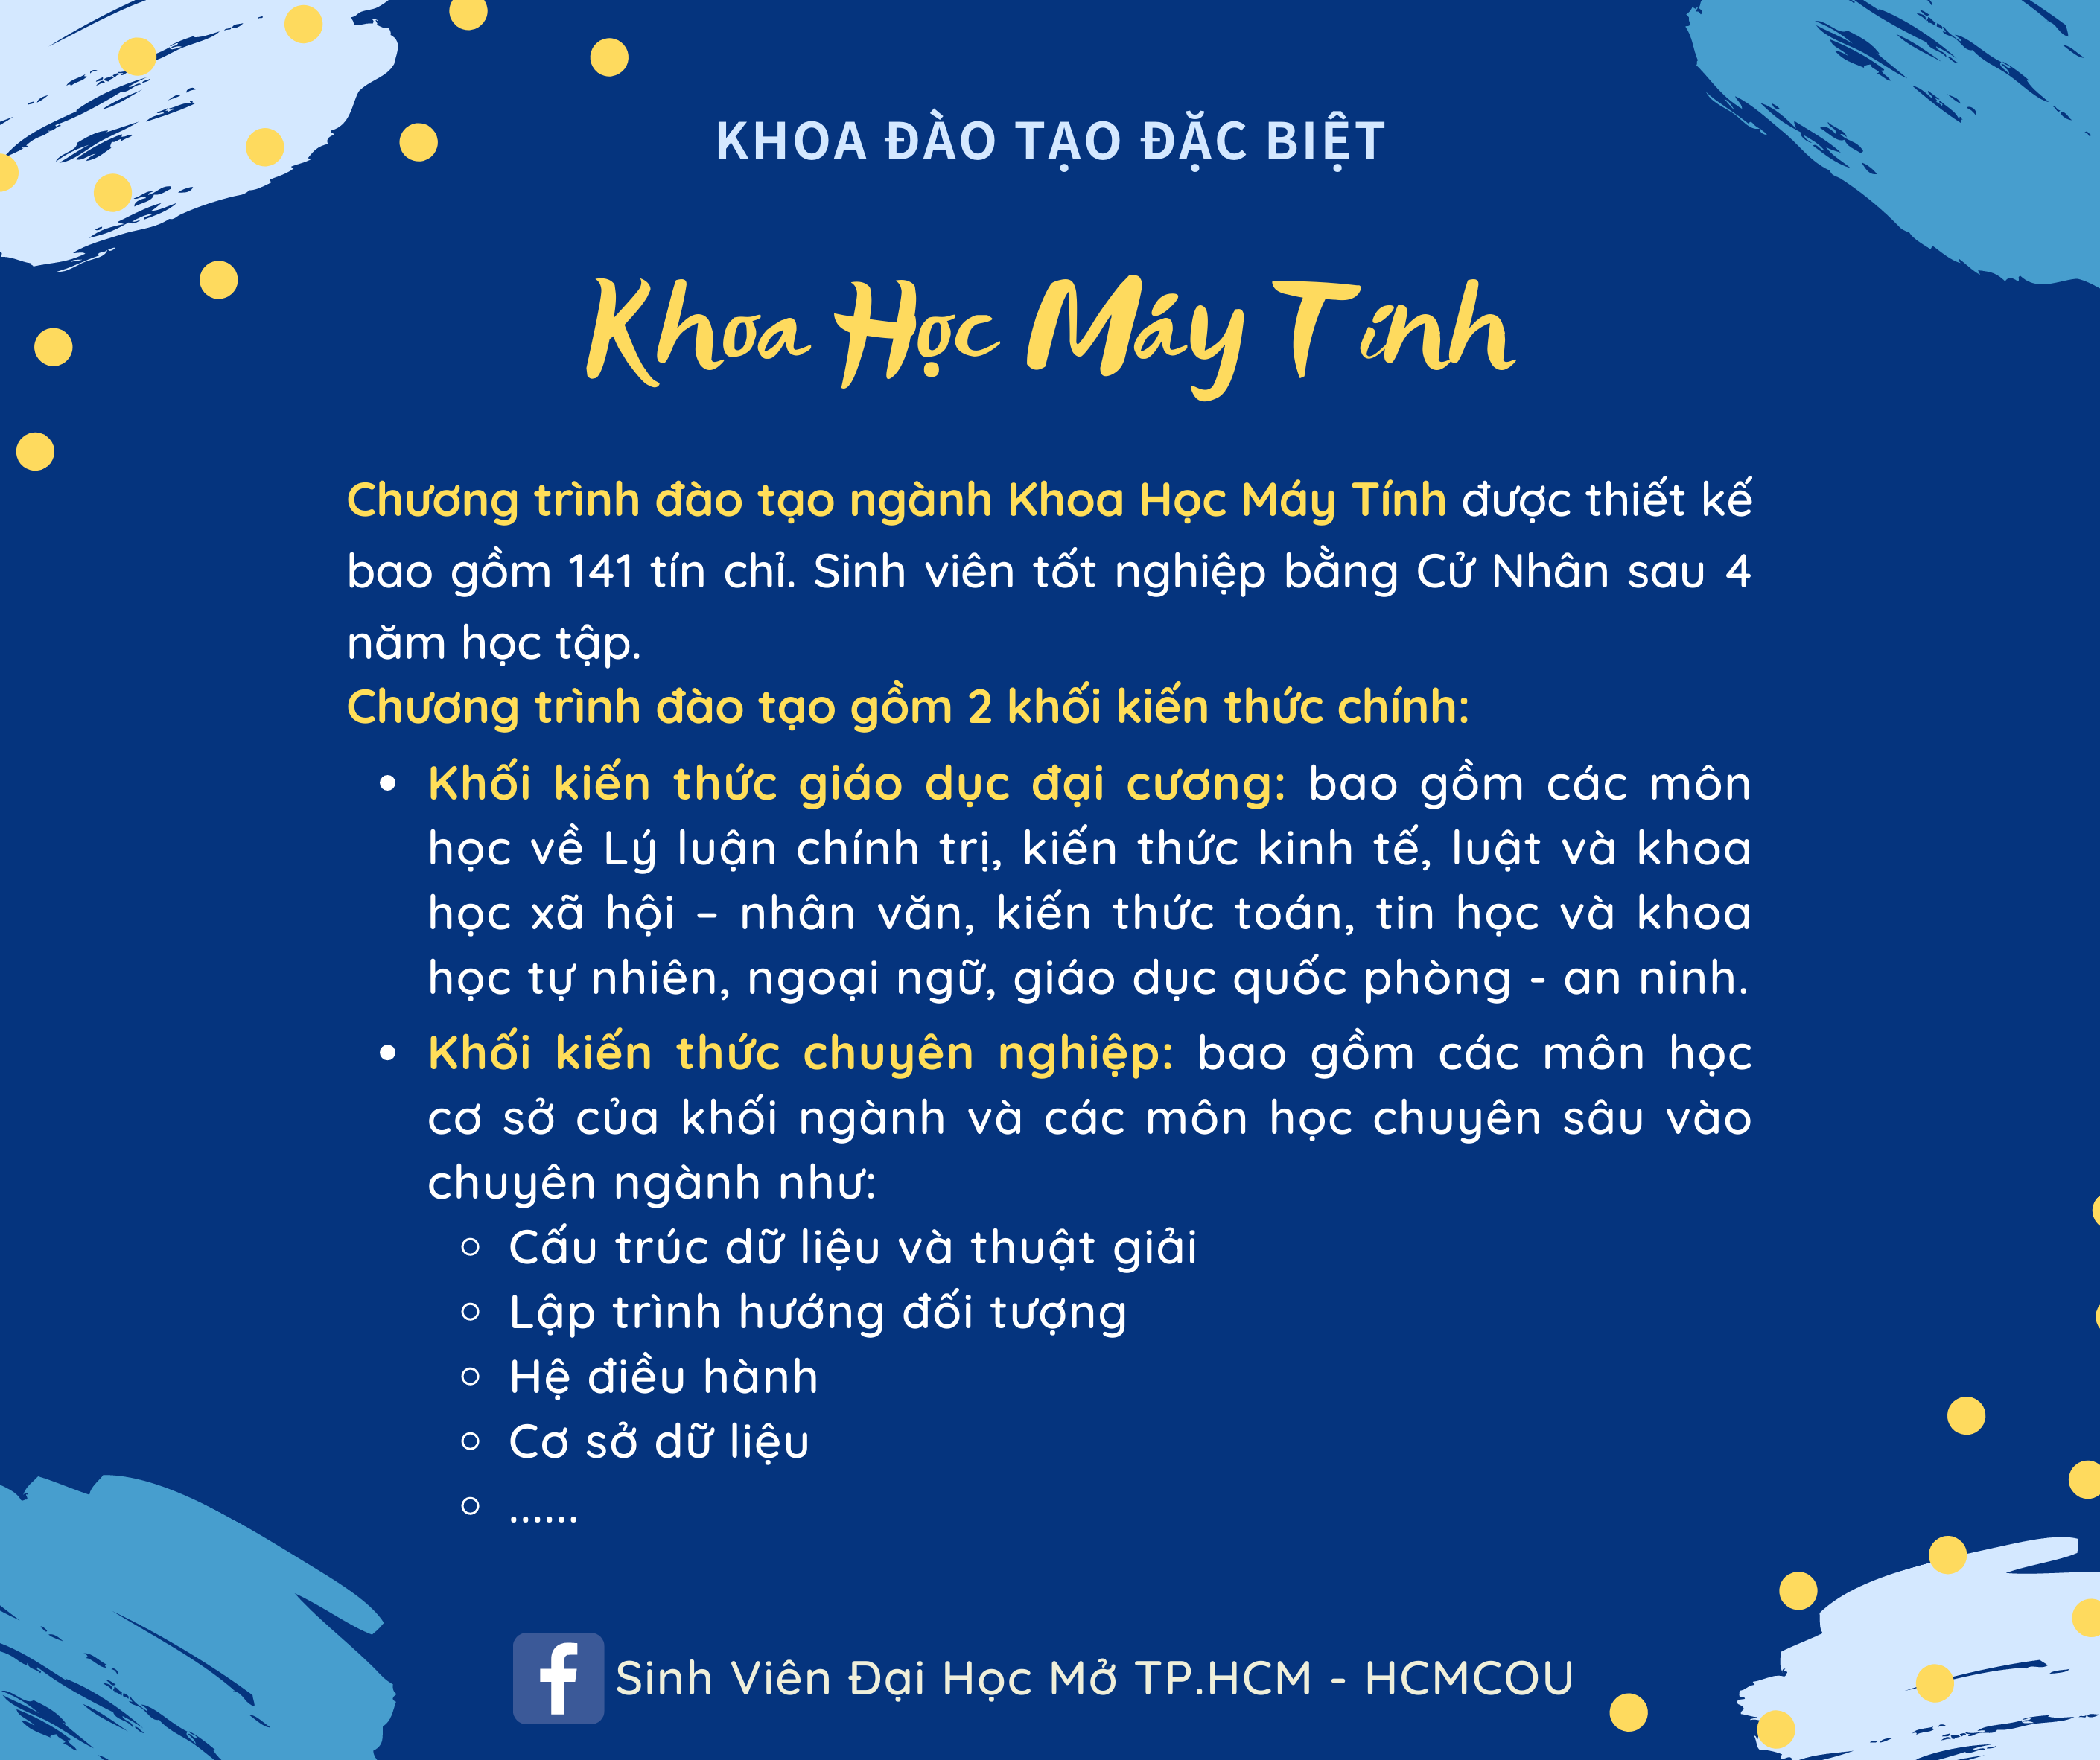 KHOA ĐÀO TẠO ĐẶC BIỆT
Khoa Học Máy Tính
Chương trình đào tạo ngành Khoa Học Máy Tính được thiết kế
bao gồm 141 tín chỉ. Sinh viên tốt nghiệp bằng Cử Nhân sau 4
năm học tập.
Chương trình đào tạo gồm 2 khối kiến thức chính:
• Khối kiến thức giáo dục đại cương: bao gồm các môn
học về Lý luận chính trị, kiến thức kinh tế, luật và khoa
học xã hội – nhân văn, kiến thức toán, tin học và khoa
học tự nhiên, ngoại ngữ, giáo dục quốc phòng - an ninh.
• Khối kiến thức chuyên nghiệp: bao gồm các môn học
cơ sở của khối ngành và các môn học chuyên sâu vào
chuyên ngành như:
○ Cấu trúc dữ liệu và thuật giải
○ Lập trình hướng đối tượng
○ Hệ điều hành
○ Cơ sở dữ liệu
○ ......
f Sinh Viên Đại Học Mở TP.HCM - HCMCOU